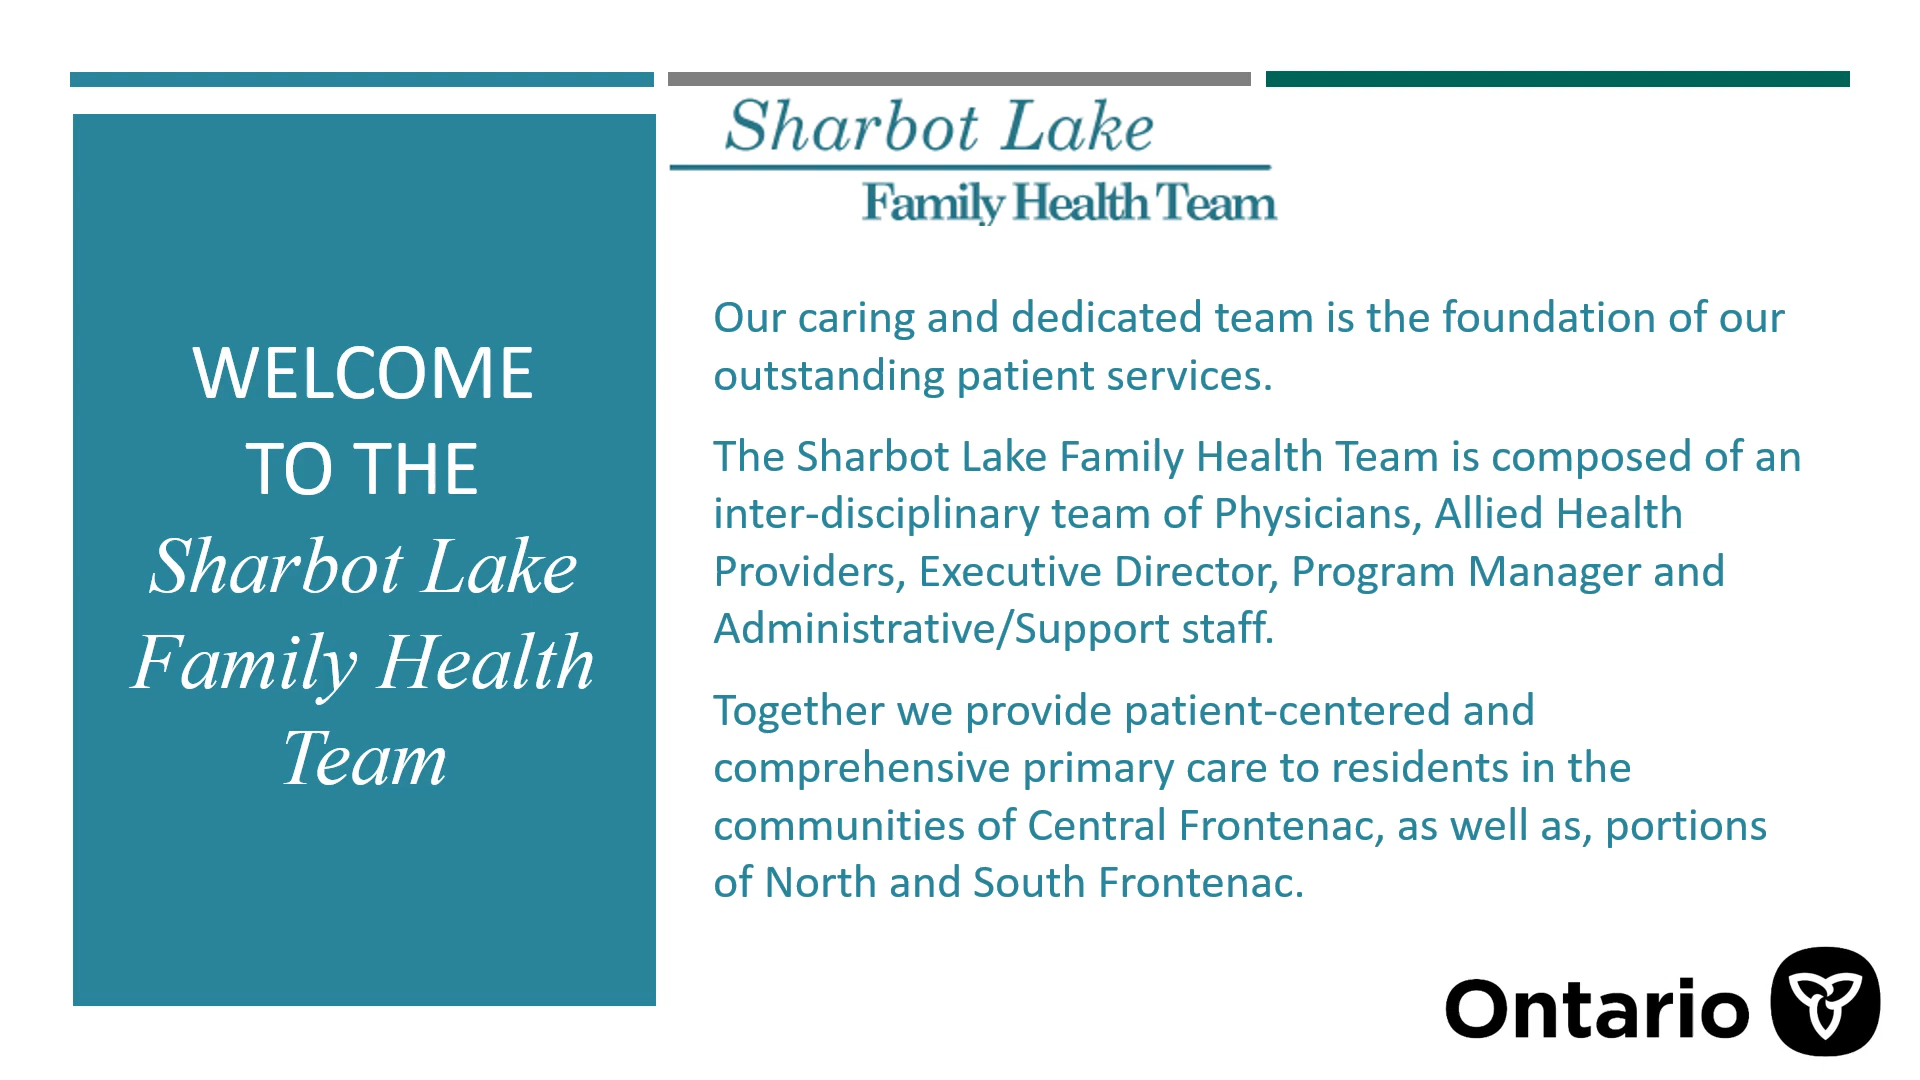 WELCOME
TO THE
Sharbot Lake
Family Health
Team
Sharbot Lake
Family Health Team
Our caring and dedicated team is the foundation of our
outstanding patient services.
The Sharbot Lake Family Health Team is composed of an
inter-disciplinary team of Physicians, Allied Health
Providers, Executive Director, Program Manager and
Administrative/Support staff.
Together we provide patient-centered and
comprehensive primary care to residents in the
communities of Central Frontenac, as well as, portions
of North and South Frontenac.
Ontario